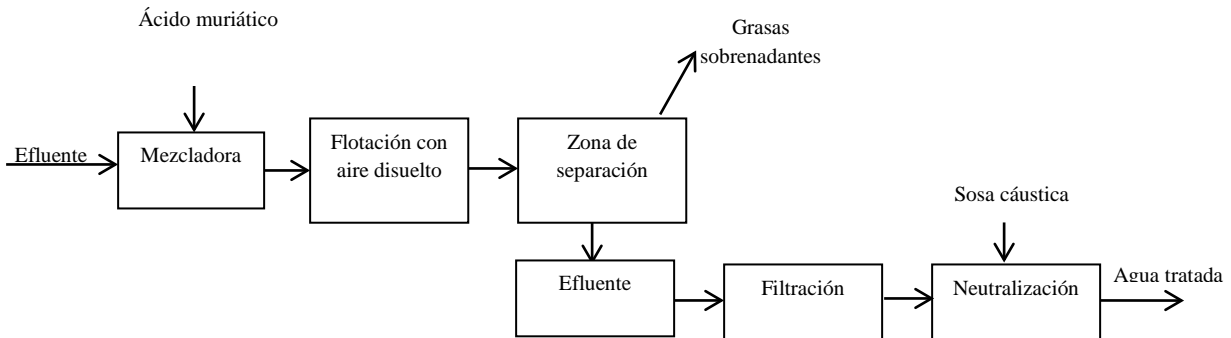 Ácido muriático
Grasas
sobrenadantes
Efluente
Mezcladora
Flotación con
aire disuelto
Zona de
separación
Sosa cáustica
Efluente
Filtración
Neutralización
Agua tratada